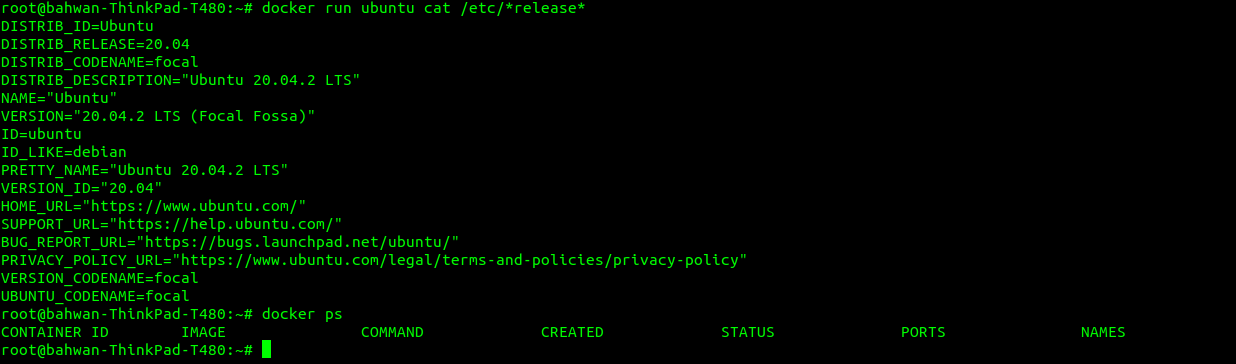 root@bahwan-ThinkPad-T480:~# docker run ubuntu cat /etc/*release*
DISTRIB_ID=Ubuntu
DISTRIB_RELEASE=20.04
DISTRIB_CODENAME=focal
DISTRIB_DESCRIPTION="Ubuntu 20.04.2 LTS"
NAME="Ubuntu"
VERSION="20.04.2 LTS (Focal Fossa)"
ID=ubuntu
ID_LIKE=debian
PRETTY_NAME="Ubuntu 20.04.2 LTS"
VERSION_ID="20.04"
HOME_URL="https://www.ubuntu.com/"
SUPPORT_URL="https://help.ubuntu.com/"
BUG_REPORT_URL="https://bugs.launchpad.net/ubuntu/"
PRIVACY_POLICY_URL="https://www.ubuntu.com/legal/terms-and-policies/privacy-policy"
VERSION_CODENAME=focal
UBUNTU_CODENAME=focal
root@bahwan-ThinkPad-T480:~# docker ps
CONTAINER ID        IMAGE               COMMAND             CREATED             STATUS              PORTS               NAMES
root@bahwan-ThinkPad-T480:~#